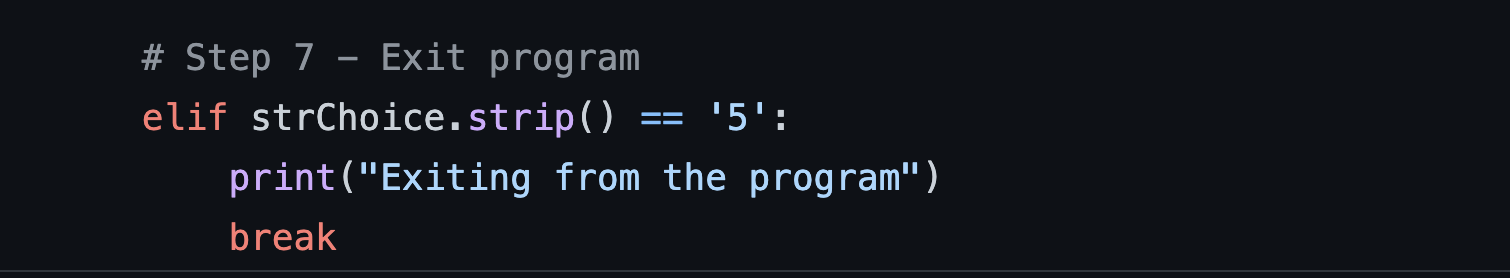 # Step 7 - Exit program
elif strChoice.strip() == '5':
print("Exiting from the program")
break